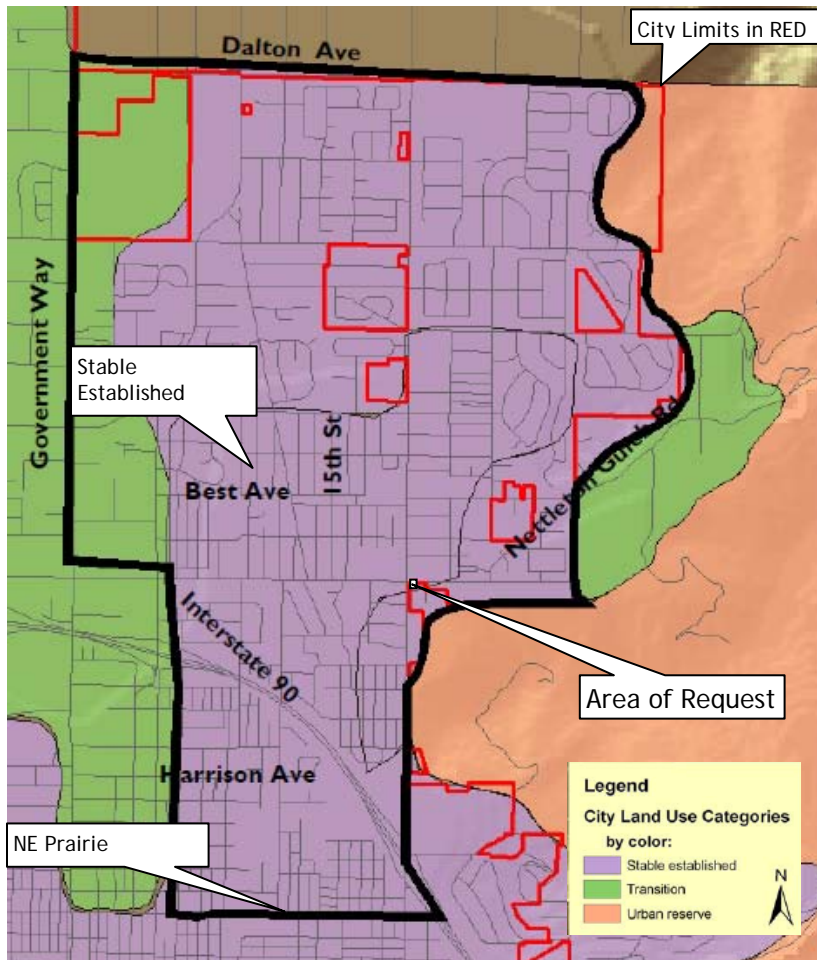 City Limits in RED
Dalton Ave
Government Way
Stable
Established
15th St
Best Ave
Nettleton Gulch Rd
Interstate 90
Area of Request
Harrison Ave
NE Prairie
Legend
City Land Use Categories
by color:
Stable established
Transition
Urban reserve
N